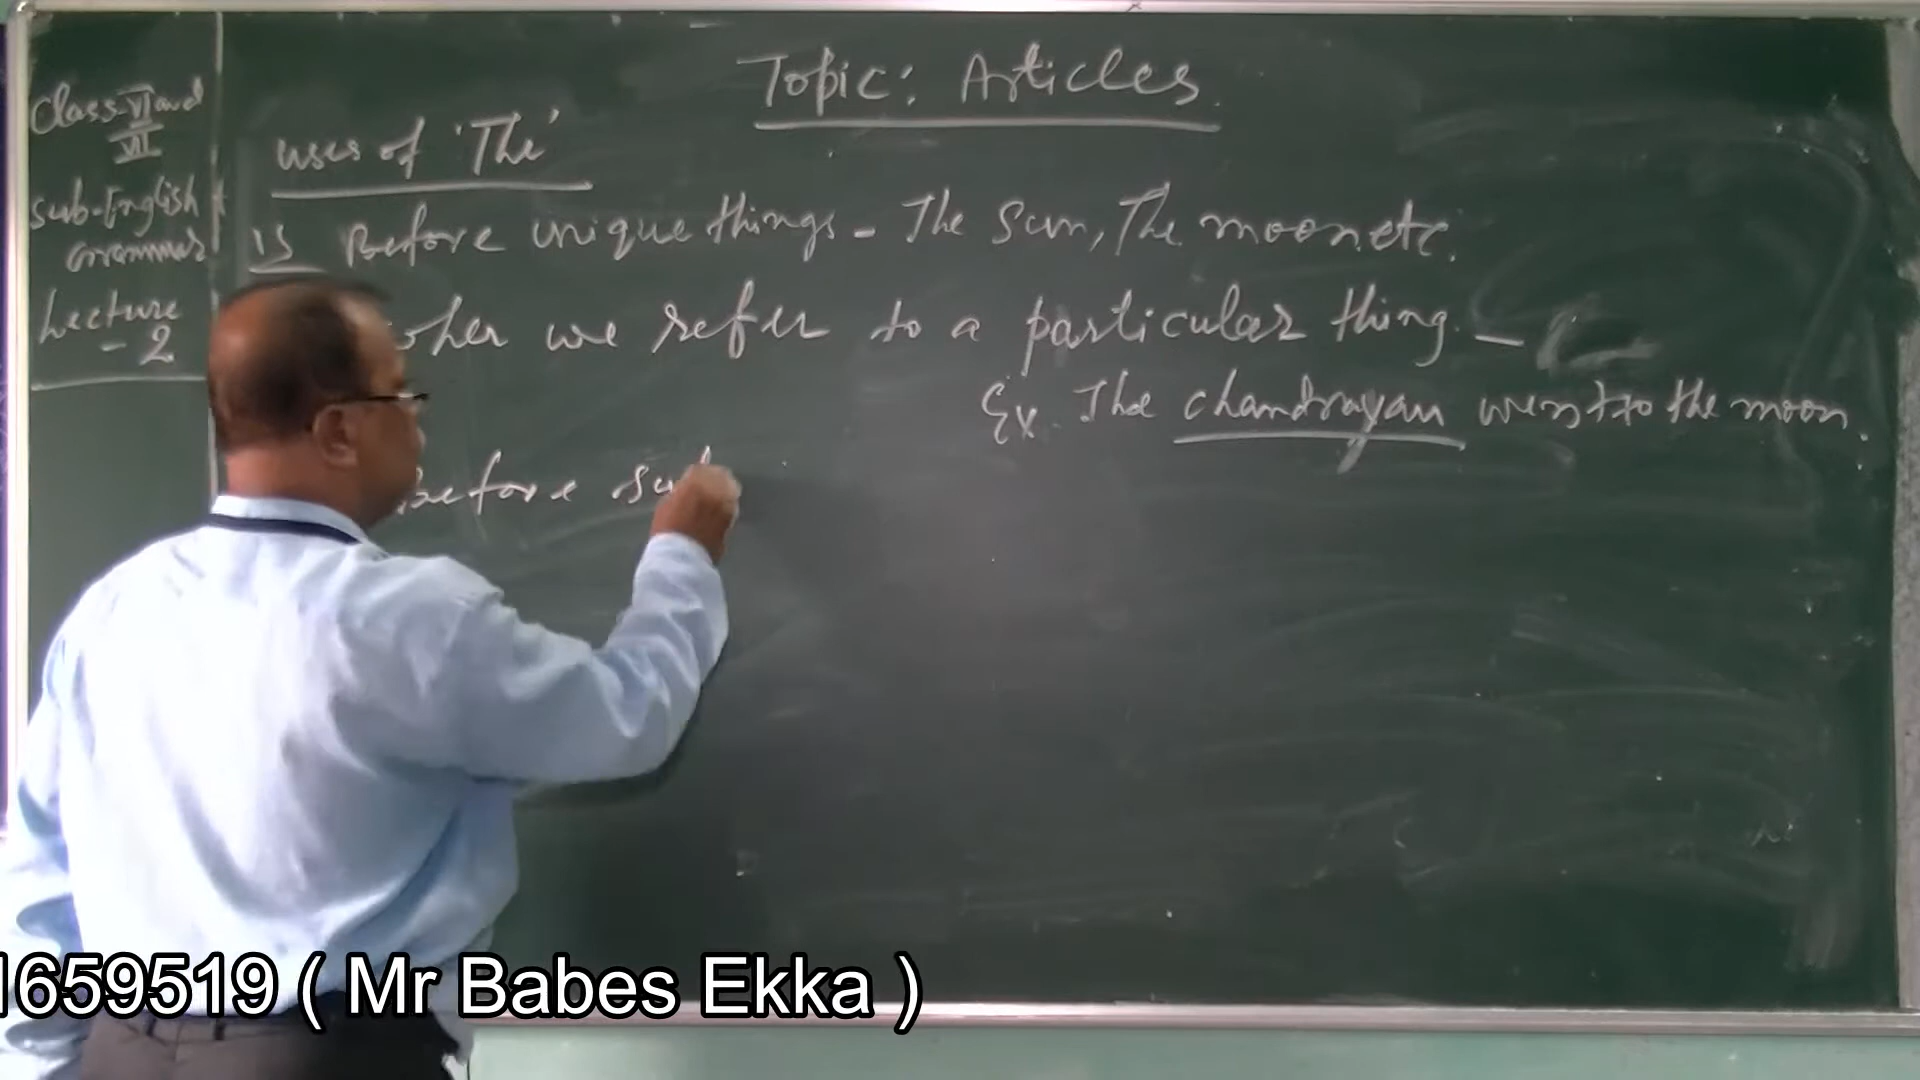 Topic: Articles.
Class-VI and
VII
Sub-English
Grammar
Lecture
- 2
uses of 'The'
1) Before unique things - The Sun, The moon etc.
when we refer to a particular thing. -
Ex. The chandrayan went to the moon.
Before
1659519 ( Mr Babes Ekka )